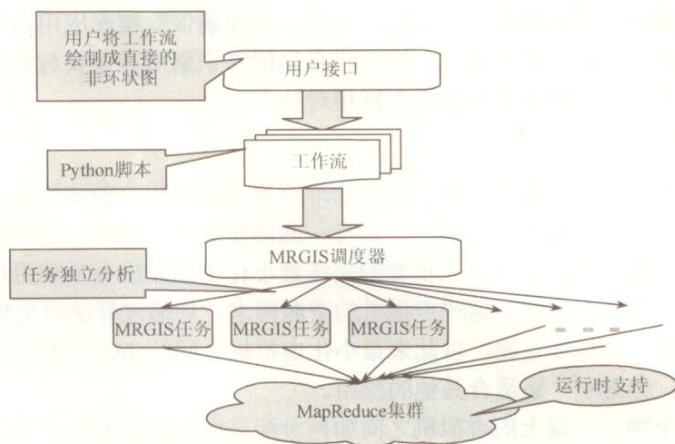 用户将工作流
绘制成直接的
非环状图
用户接口
Python脚本
工作流
MRGIS调度器
任务独立分析
MRGIS任务
MRGIS任务
MRGIS任务
MapReduce集群
运行时支持